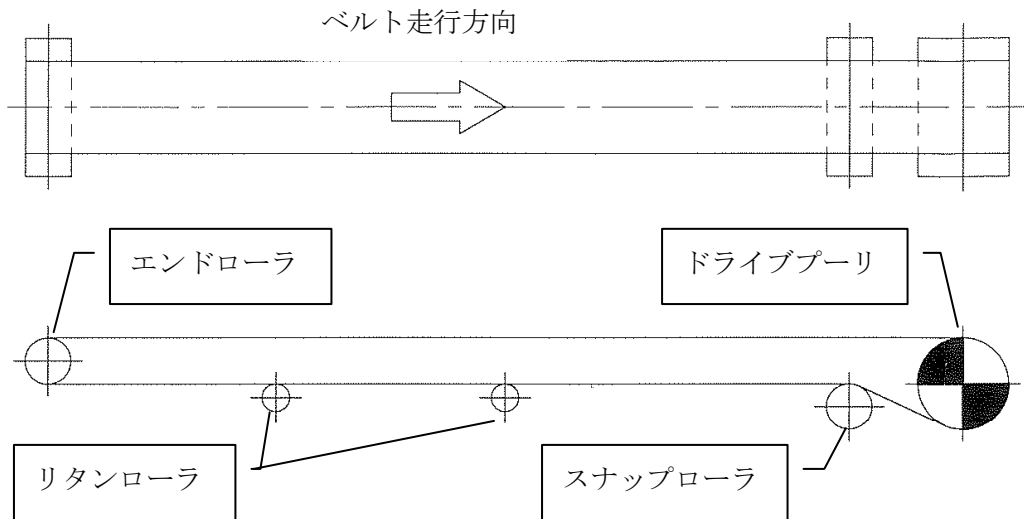 ベルト走行方向
エンドローラ
ドライブプーリ
リタンローラ
スナップローラ